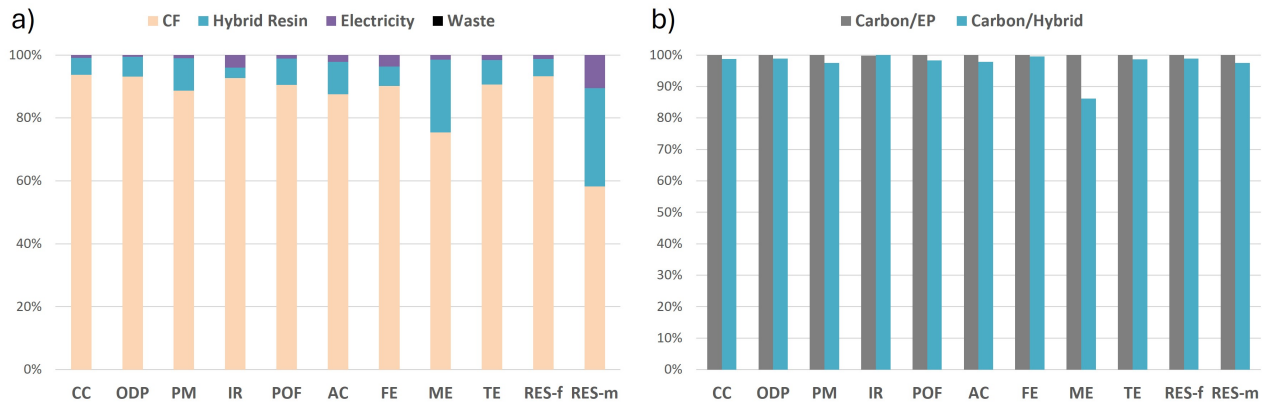 a)
CF Hybrid Resin Electricity Waste
100%
80%
60%
40%
20%
0%
CC ODP PM IR POF AC FE ME TE RES-f RES-m
b)
Carbon/EP Carbon/Hybrid
100%
90%
80%
70%
60%
50%
40%
30%
20%
10%
0%
CC ODP PM IR POF AC FE ME TE RES-f RES-m